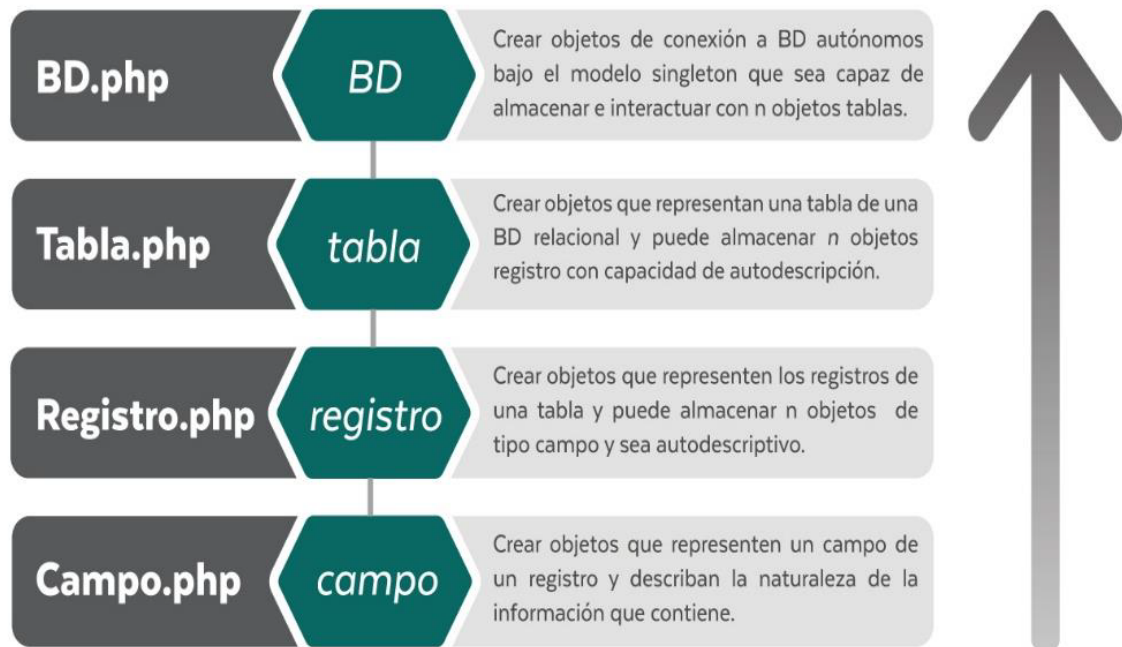 BD.php
BD
Crear objetos de conexión a BD autónomos
bajo el modelo singleton que sea capaz de
almacenar e interactuar con n objetos tablas.
Tabla.php
tabla
Crear objetos que representan una tabla de una
BD relacional y puede almacenar n objetos
registro con capacidad de autodescripción.
Registro.php
registro
Crear objetos que representen los registros de
una tabla y puede almacenar n objetos de
tipo campo y sea autodescriptivo.
Campo.php
campo
Crear objetos que representen un campo de
un registro y describan la naturaleza de la
información que contiene.